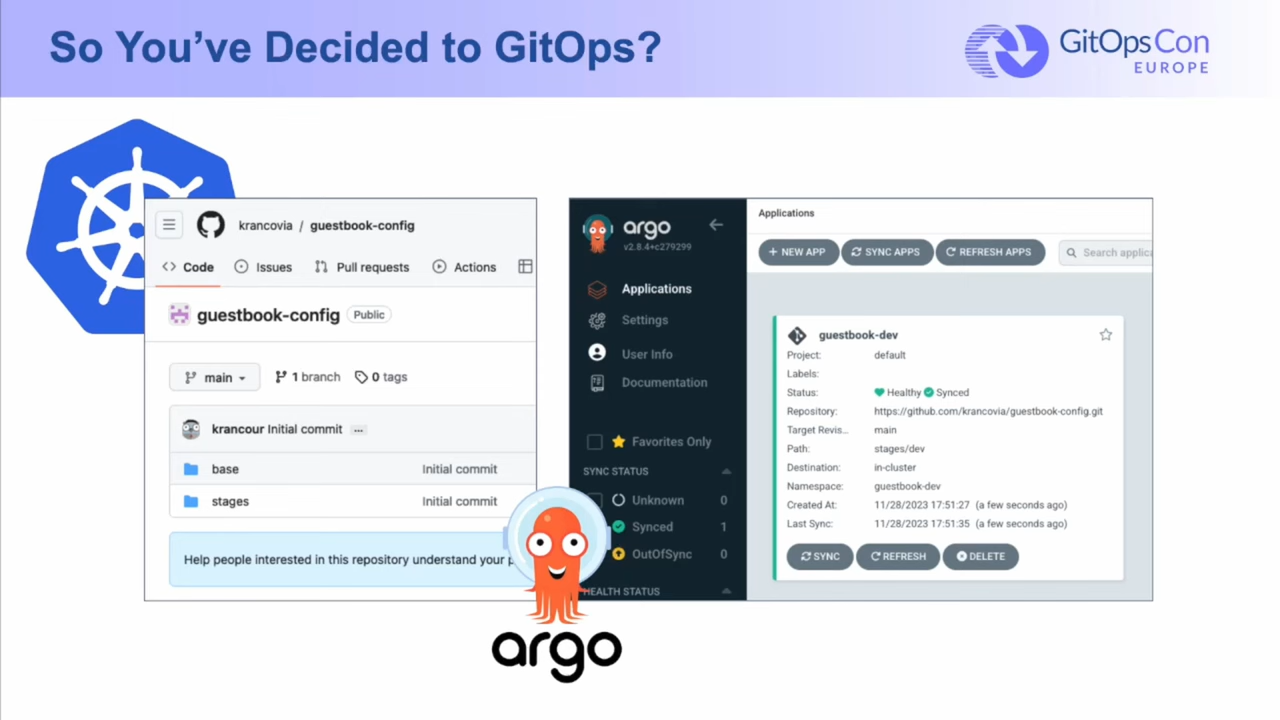 So You've Decided to GitOps?
GitOpsCon
EUROPE
krancovia / guestbook-config
Code Issues Pull requests Actions
guestbook-config Public
main 1 branch 0 tags
krancour Initial commit ...
base Initial commit
stages Initial commit
Help people interested in this repository understand your
argo
argo
v2.8.4+c279299
Applications
Settings
User Info
Documentation
Favorites Only
SYNC STATUS
Unknown 0
Synced 1
OutOfSync 0
HEALTH STATUS
Applications
+ NEW APP SYNC APPS REFRESH APPS Search applic
guestbook-dev
Project: default
Labels:
Status: Healthy Synced
Repository: https://github.com/krancovia/guestbook-config.git
Target Revis... main
Path: stages/dev
Destination: in-cluster
Namespace: guestbook-dev
Created At: 11/28/2023 17:51:27 (a few seconds ago)
Last Sync: 11/28/2023 17:51:35 (a few seconds ago)
SYNC REFRESH DELETE